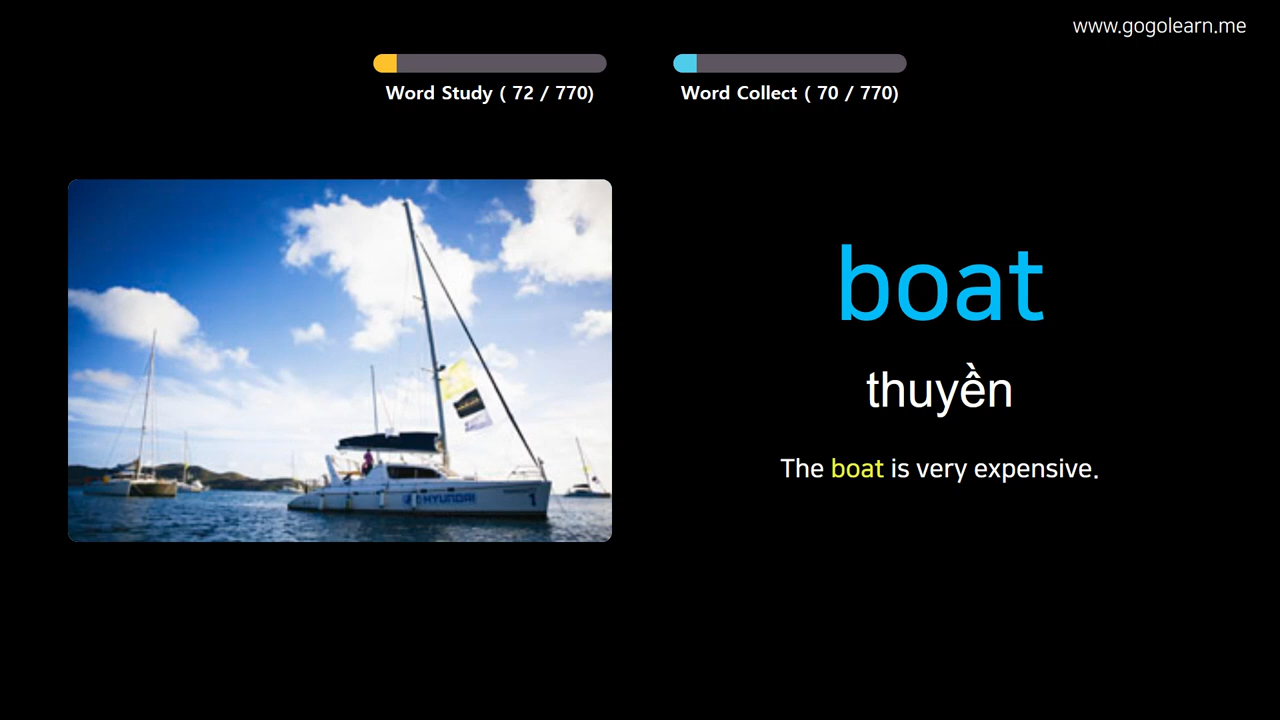 www.gogolearn.me
Word Study ( 72 / 770)
Word Collect ( 70 / 770)
boat
thuyền
The boat is very expensive.
HYUNDAI
1